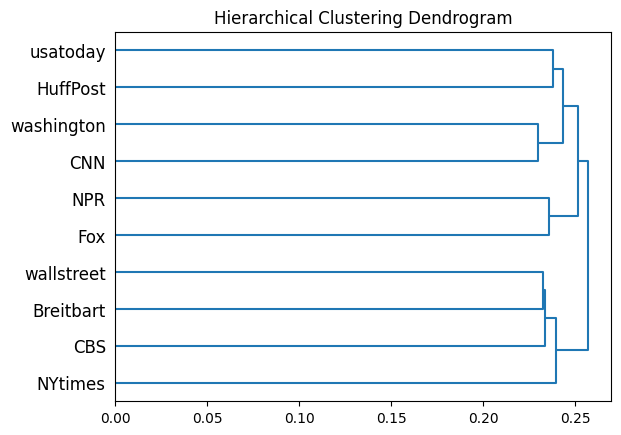 Hierarchical Clustering Dendrogram
usatoday
HuffPost
washington
CNN
NPR
Fox
wallstreet
Breitbart
CBS
NYtimes
0.00 0.05 0.10 0.15 0.20 0.25